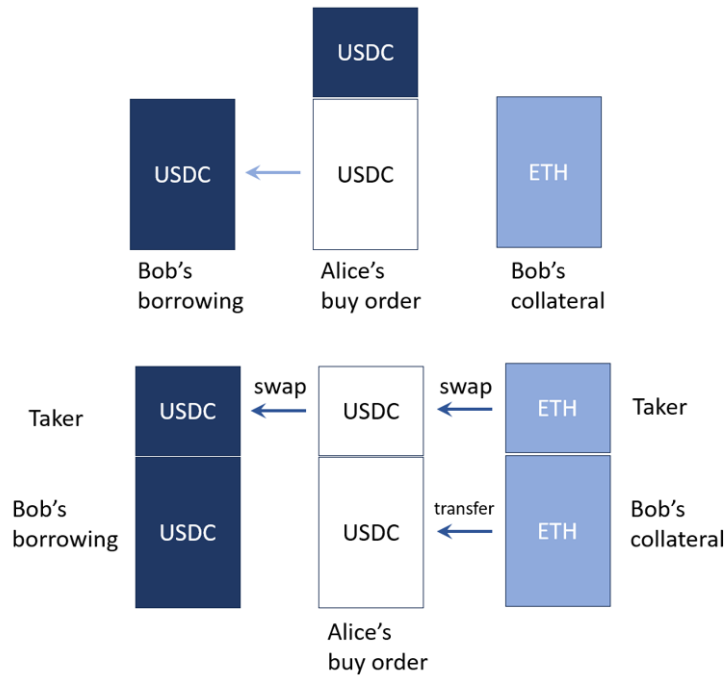 USDC
USDC
USDC
ETH
Bob's
borrowing
Alice's
buy order
Bob's
collateral
swap
swap
Taker
USDC
USDC
ETH
Taker
Bob's
borrowing
USDC
USDC
transfer
ETH
Bob's
collateral
Alice's
buy order